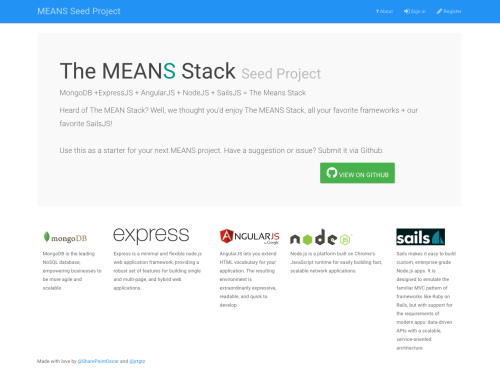 MEANS Seed Project
? About
Sign in
Register
The MEANS Stack Seed Project
MongoDB +ExpressJS + AngularJS + NodeJS + SailsJS = The Means Stack
Heard of The MEAN Stack? Well, we thought you'd enjoy The MEANS Stack, all your favorite frameworks + our
favorite SailsJS!
Use this as a starter for your next MEANS project. Have a suggestion or issue? Submit it via Github.
VIEW ON GITHUB
mongoDB
MongoDB is the leading
NoSQL database,
empowering businesses to
be more agile and
scalable
express
Express is a minimal and flexible node.js
web application framework, providing a
robust set of features for building single
and multi-page, and hybrid web
applications.
ANGULARJS
by Google
AngularJS lets you extend
HTML vocabulary for your
application. The resulting
environment is
extraordinarily expressive,
readable, and quick to
develop
node
JS
Node.js is a platform built on Chrome's
JavaScript runtime for easily building fast,
scalable network applications.
sails
Sails makes it easy to build
custom, enterprise-grade
Node.js apps. It is
designed to emulate the
familiar MVC pattern of
frameworks like Ruby on
Rails, but with support for
the requirements of
modern apps: data-driven
APIs with a scalable,
service-oriented
architecture.
Made with love by @SharePointOscar and @jrtgtz